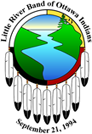 Little River Band of Ottawa Indians
September 21, 1994